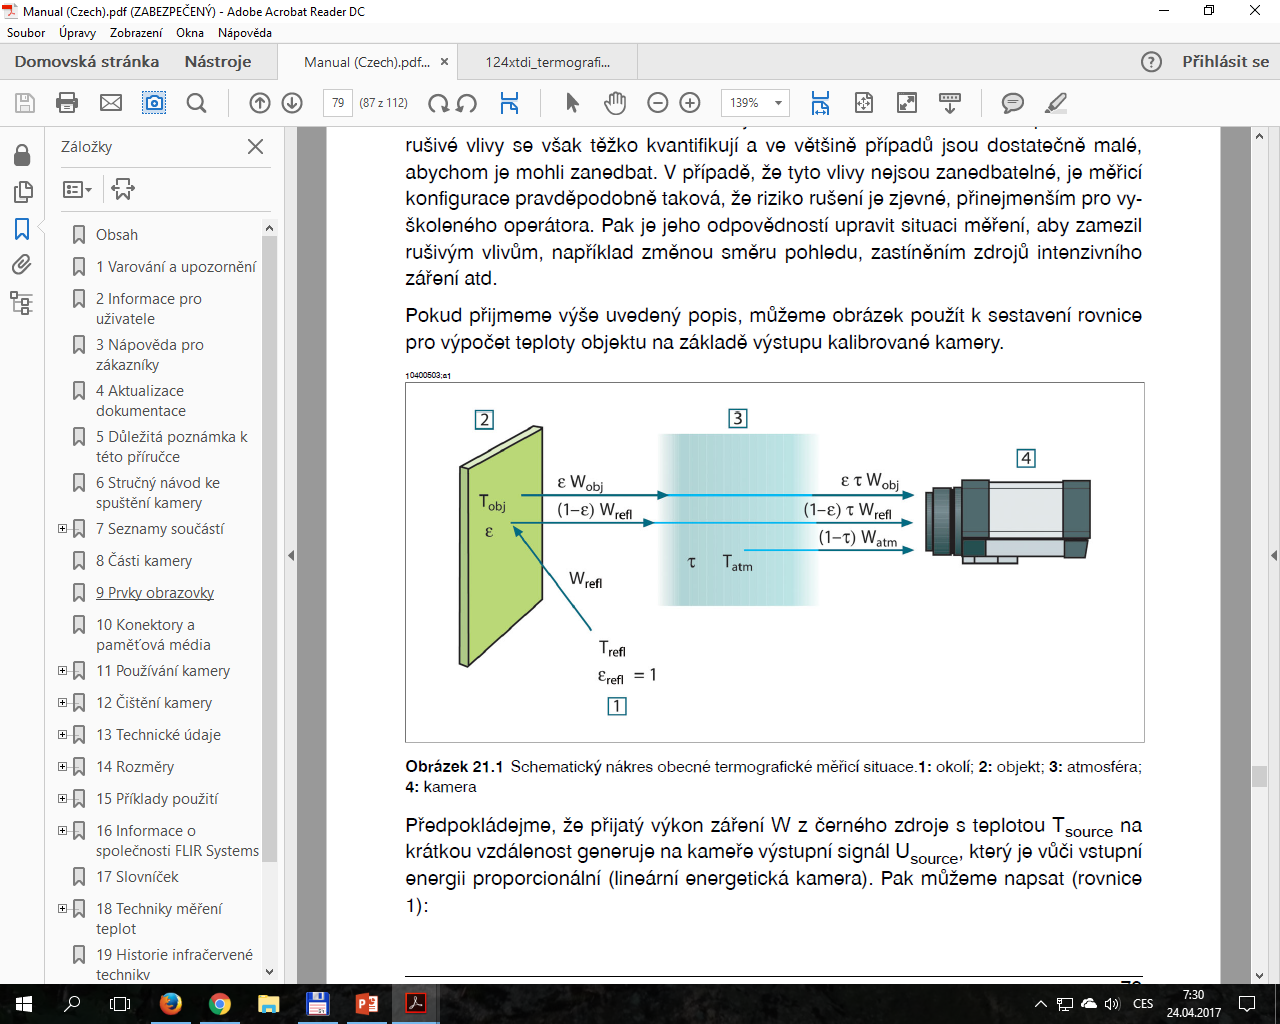 Manual (Czech).pdf (ZABEZPEČENÝ) - Adobe Acrobat Reader DC
Soubor Úpravy Zobrazení Okna Nápověda
Domovská stránka Nástroje Manual (Czech).pdf... × 124xtdi_termografi... Přihlásit se
79 (87 z 112) 139%
Záložky
Obsah
1 Varování a upozornění
2 Informace pro
uživatele
3 Nápověda pro
zákazníky
4 Aktualizace
dokumentace
5 Důležitá poznámka k
této příručce
6 Stručný návod ke
spuštění kamery
7 Seznamy součástí
8 Části kamery
9 Prvky obrazovky
10 Konektory a
paměťová média
11 Používání kamery
12 Čištění kamery
13 Technické údaje
14 Rozměry
15 Příklady použití
16 Informace o
společnosti FLIR Systems
17 Slovníček
18 Techniky měření
teplot
19 Historie infračervené
techniky
rušivé vlivy se však těžko kvantifikují a ve většině případů jsou dostatečně malé,
abychom je mohli zanedbat. V případě, že tyto vlivy nejsou zanedbatelné, je měřicí
konfigurace pravděpodobně taková, že riziko rušení je zjevné, přinejmenším pro vy-
školeného operátora. Pak je jeho odpovědností upravit situaci měření, aby zamezil
rušivým vlivům, například změnou směru pohledu, zastíněním zdrojů intenzivního
záření atd.
Pokud přijmeme výše uvedený popis, můžeme obrázek použít k sestavení rovnice
pro výpočet teploty objektu na základě výstupu kalibrované kamery.
10400503;a1
2
3
4
Tobj
ε
ε Wobj
(1–ε) Wrefl
ε τ Wobj
(1–ε) τ Wrefl
(1–τ) Watm
τ Tatm
Wrefl
Trefl
εrefl = 1
1
Obrázek 21.1 Schematický nákres obecné termografické měřicí situace.1: okolí; 2: objekt; 3: atmosféra;
4: kamera
Předpokládejme, že přijatý výkon záření W z černého zdroje s teplotou Tsource na
krátkou vzdálenost generuje na kameře výstupní signál Usource, který je vůči vstupní
energii proporcionální (lineární energetická kamera). Pak můžeme napsat (rovnice
1):
CES
7:30
24.04.2017